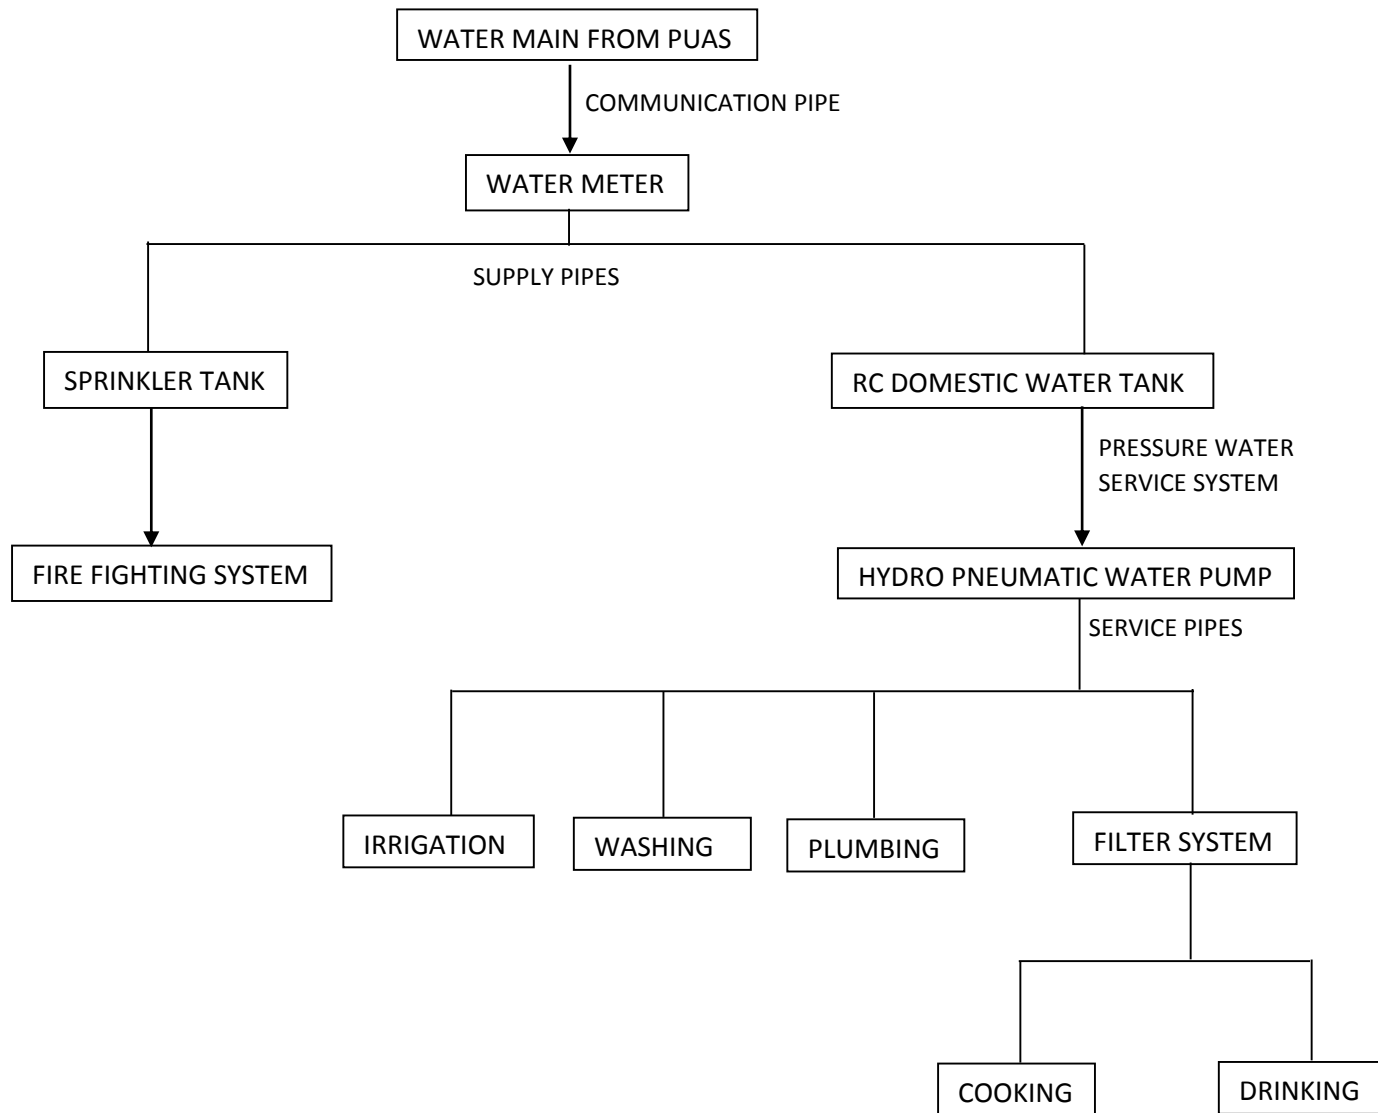 WATER MAIN FROM PUAS
COMMUNICATION PIPE
WATER METER
SUPPLY PIPES
SPRINKLER TANK
RC DOMESTIC WATER TANK
PRESSURE WATER
SERVICE SYSTEM
FIRE FIGHTING SYSTEM
HYDRO PNEUMATIC WATER PUMP
SERVICE PIPES
IRRIGATION
WASHING
PLUMBING
FILTER SYSTEM
COOKING
DRINKING